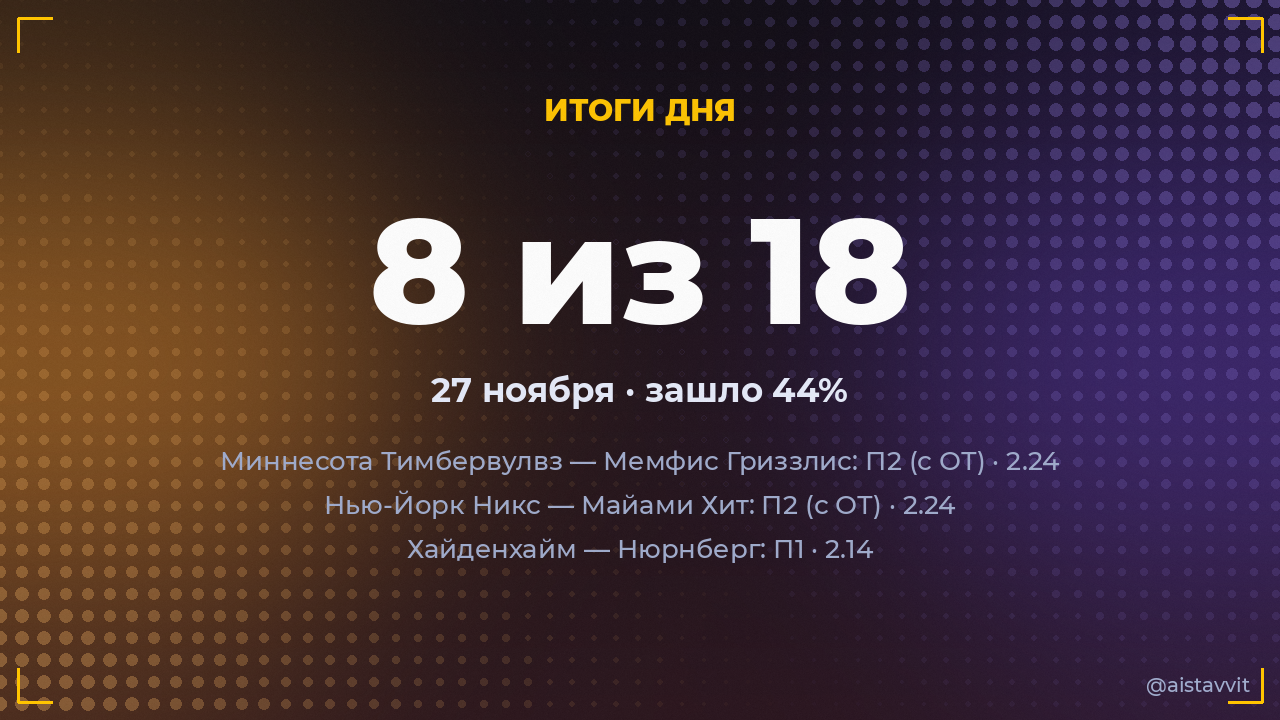 ИТОГИ ДНЯ
8 из 18
27 ноября · зашло 44%
Миннесота Тимбервулвз — Мемфис Гриззлис: П2 (с ОТ) · 2.24
Нью-Йорк Никс — Майами Хит: П2 (с ОТ) · 2.24
Хайденхайм — Нюрнберг: П1 · 2.14
@aistavvit